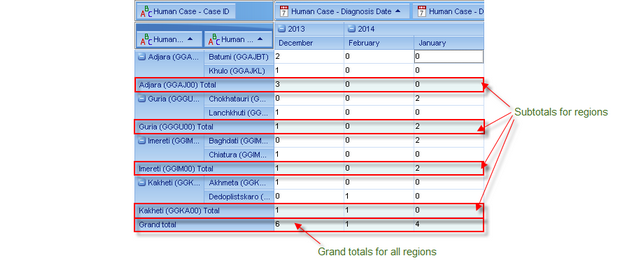 A B C Human Case - Case ID 7 Human Case - Diagnosis Date 7 Human Case - D
A B C Human... A B C Human ... 2013 2014
December February January
Adjara (GGA... Batumi (GGAJBT) 2 0 0
Khulo (GGAJKL) 1 0 0
Adjara (GGAJ00) Total 3 0 0
Guria (GGGU... Chokhatauri (G... 1 0 2
Lanchkhuti (GG... 0 0 0
Subtotals for regions
Guria (GGGU00) Total 1 0 2
Imereti (GGIM... Baghdati (GGIM... 0 0 2
Chiatura (GGIM... 1 0 0
Imereti (GGIM00) Total 1 0 2
Kakheti (GGK... Akhmeta (GGK... 1 0 0
Dedoplistskaro (... 0 1 0
Kakheti (GGKA00) Total 1 1 0
Grand total 6 1 4
Grand totals for all regions